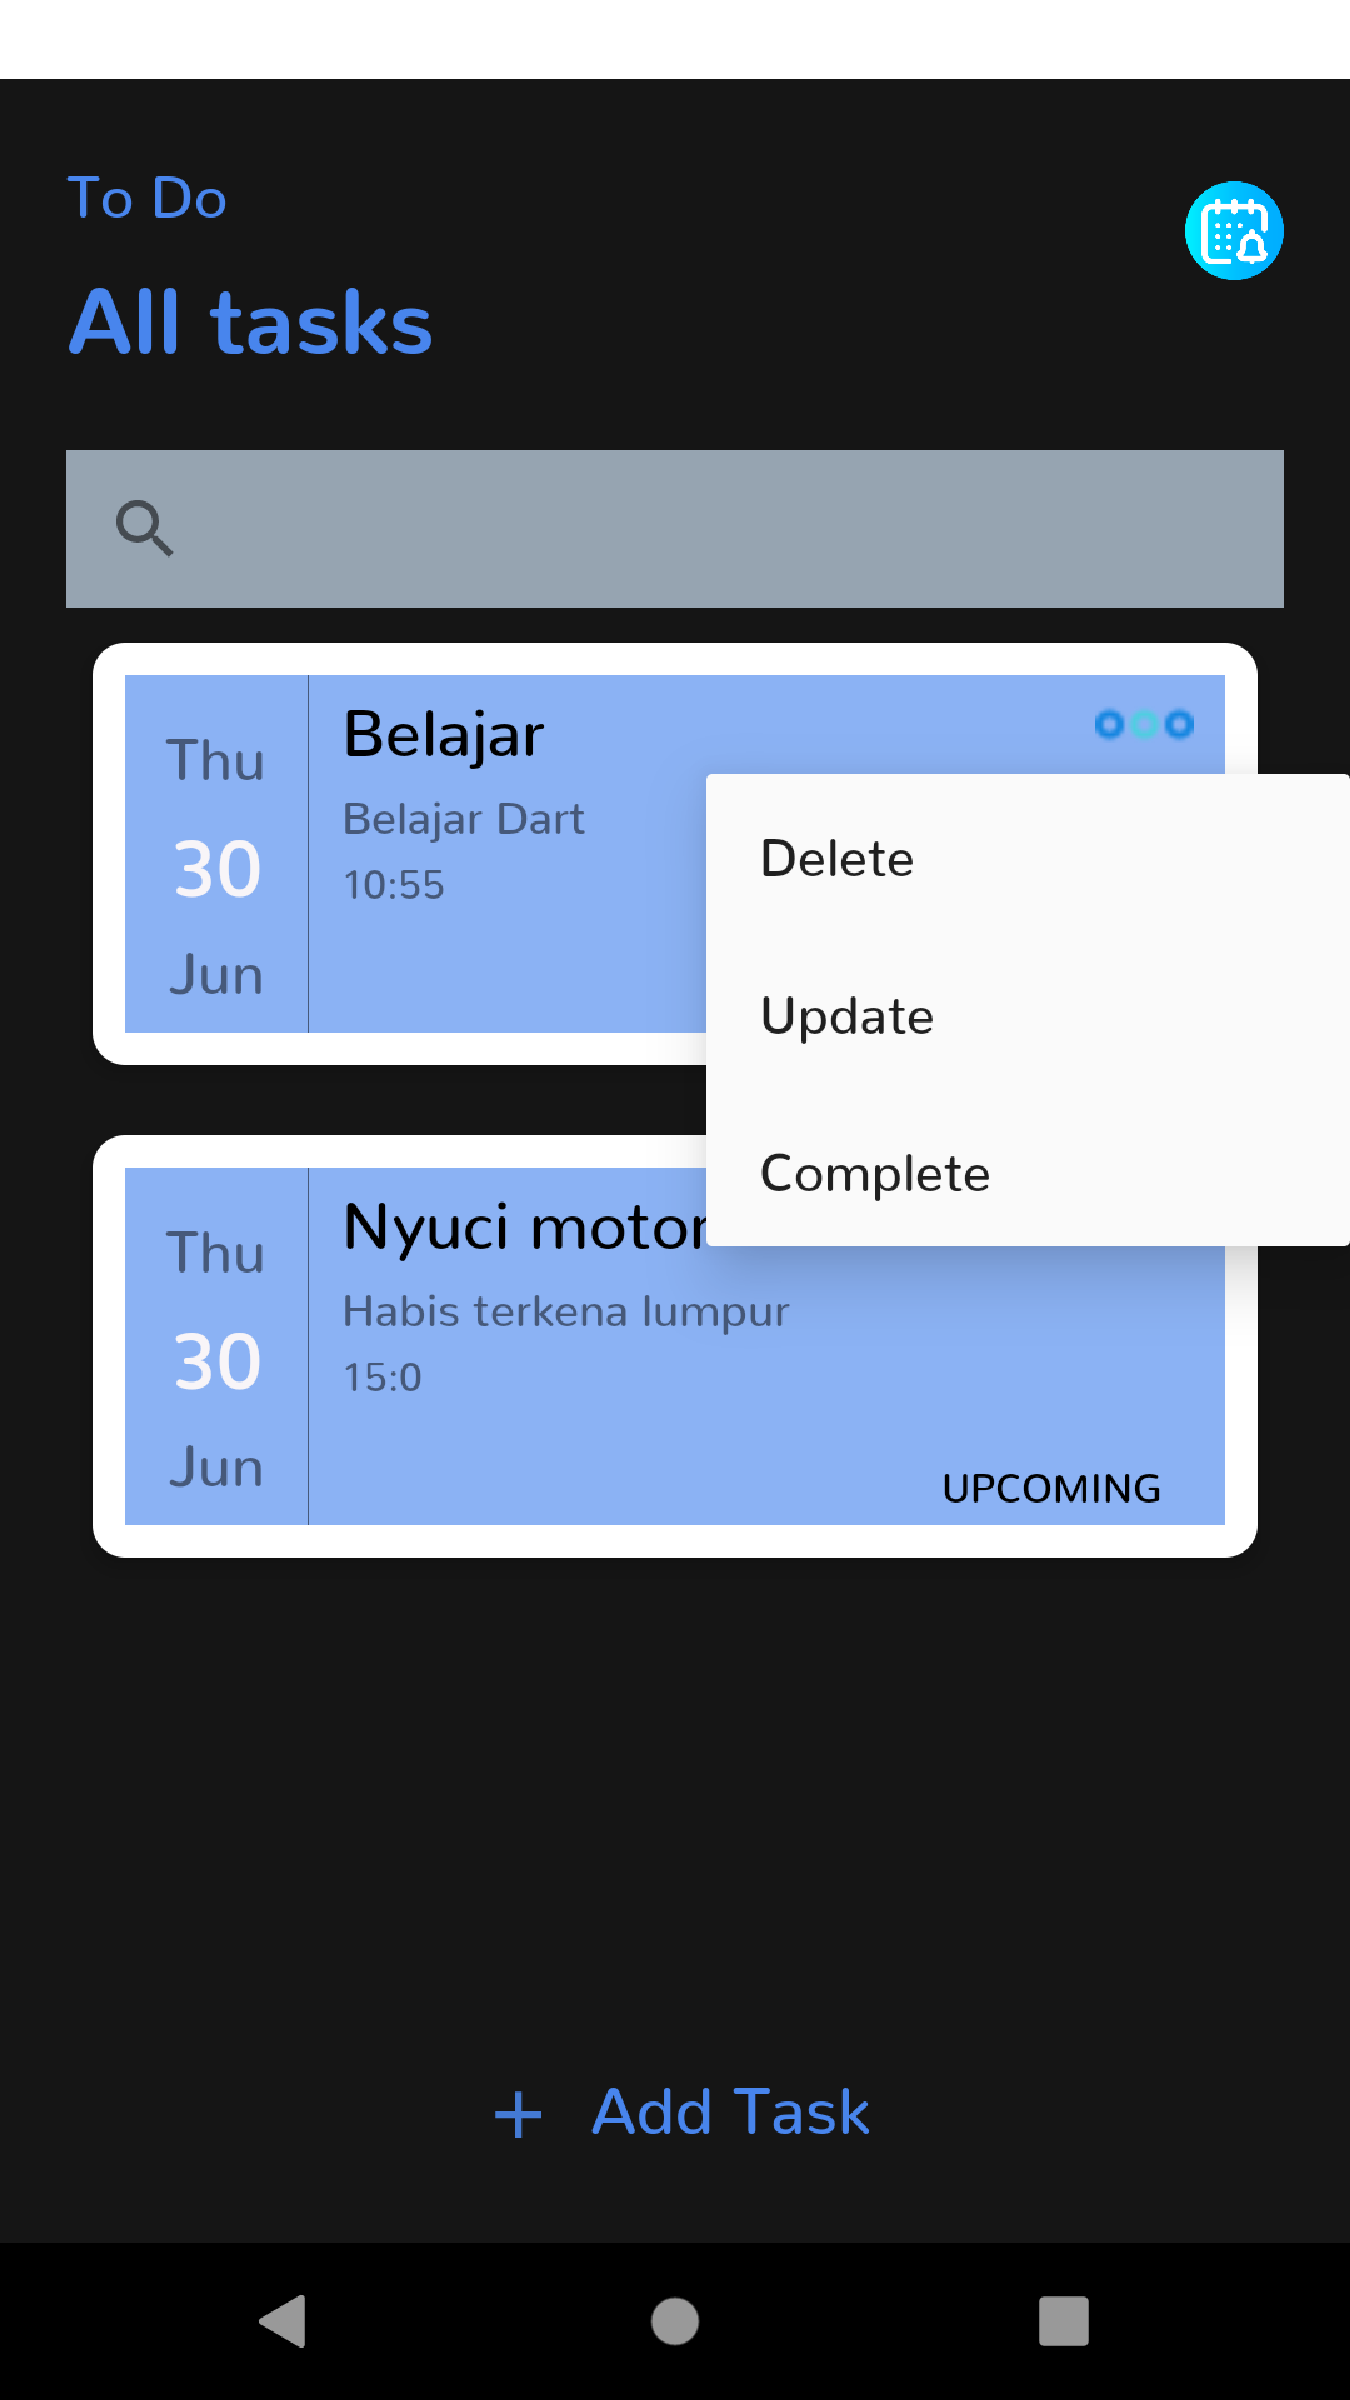 To Do
All tasks
Thu
30
Jun
Belajar
Belajar Dart
10:55
Delete
Update
Complete
Thu
30
Jun
Nyuci motor
Habis terkena lumpur
15:0
UPCOMING
+ Add Task